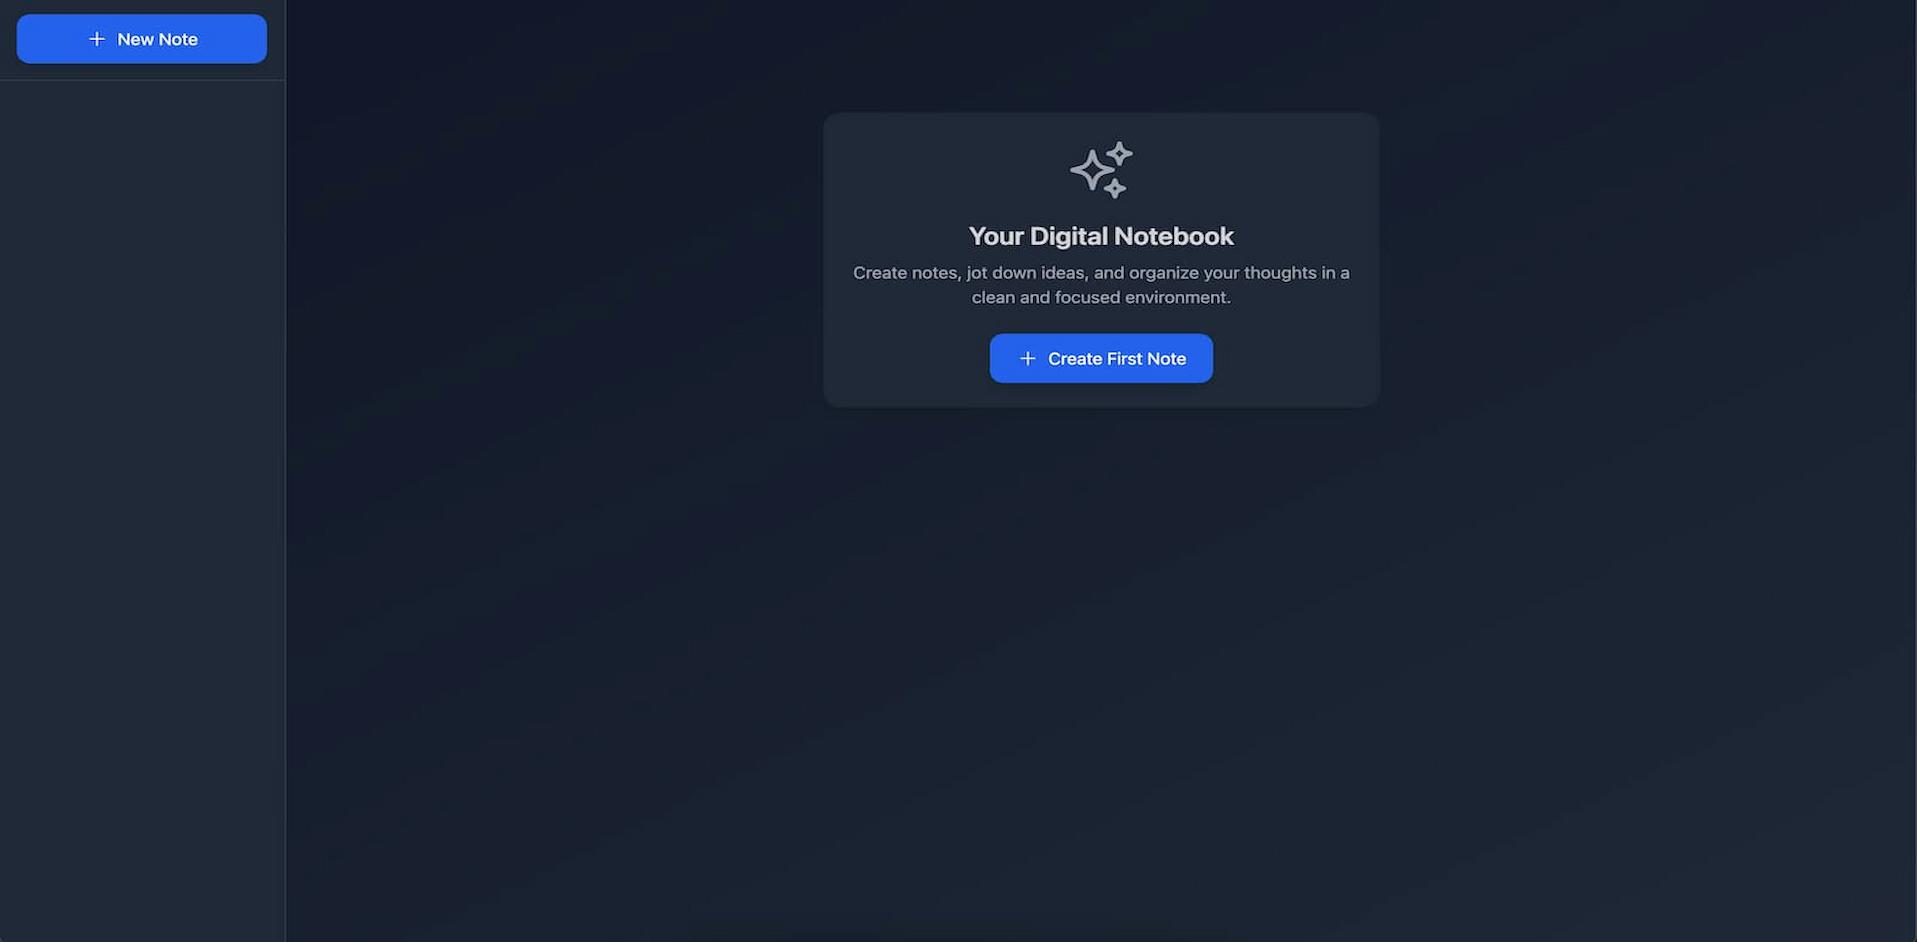 New Note
Your Digital Notebook
Create notes, jot down ideas, and organize your thoughts in a
clean and focused environment.
Create First Note